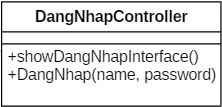 DangNhapController
+showDangNhapInterface()
+DangNhap(name, password)